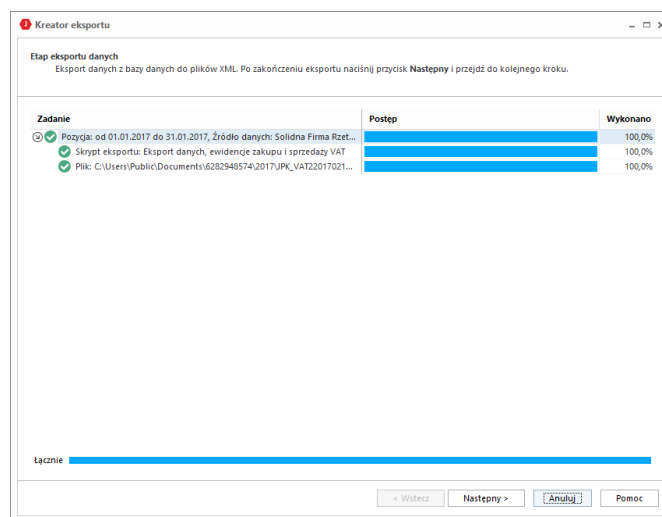 Kreator eksportu
Etap eksportu danych
Eksport danych z bazy danych do plików XML. Po zakończeniu eksportu naciśnij przycisk Następny i przejdź do kolejnego kroku.
Zadanie Postęp Wykonano
Pozycja: od 01.01.2017 do 31.01.2017, Źródło danych: Solidna Firma Rzet... 100,0%
Skrypt eksportu: Eksport danych, ewidencje zakupu i sprzedaży VAT 100,0%
Plik: C:\Users\Public\Documents\6282948574\2017\JPK_VAT22017021... 100,0%
Łącznie
< Wstecz Następny > Anuluj Pomoc